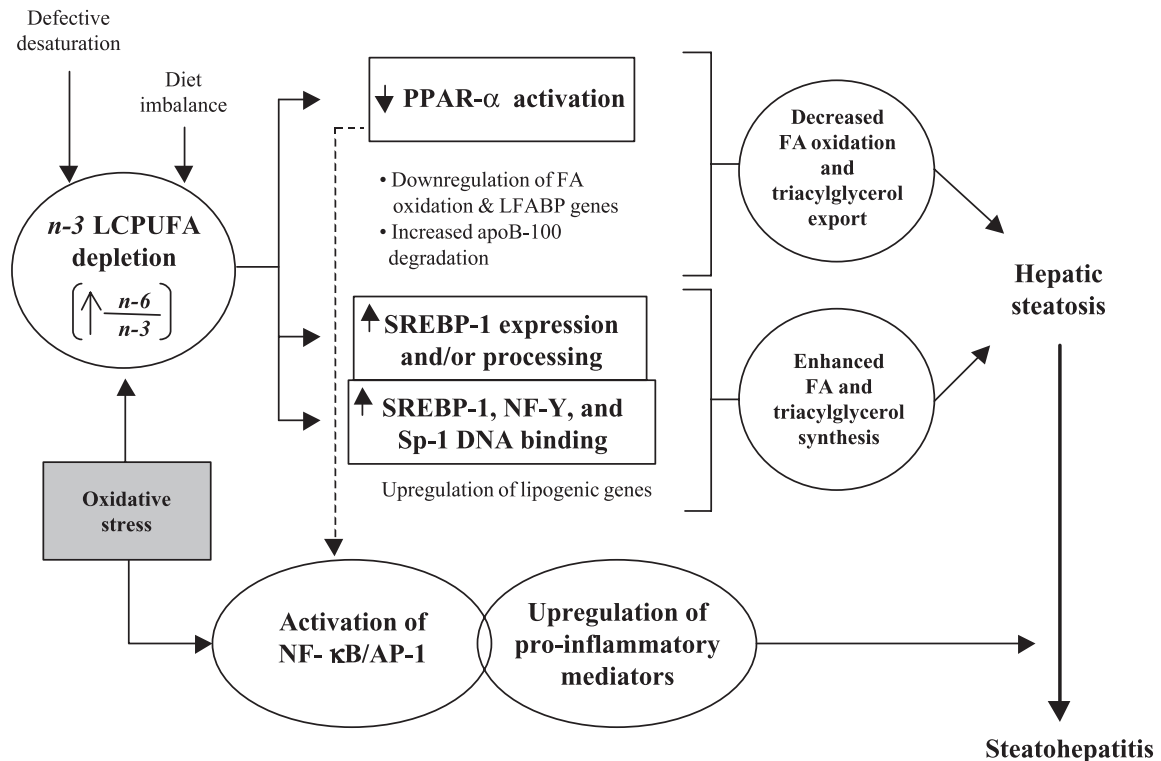 Defective
desaturation
Diet
imbalance
n-3 LCPUFA
depletion
n-6
n-3
Oxidative
stress
↓ PPAR-α activation
• Downregulation of FA
oxidation & LFABP genes
• Increased apoB-100
degradation
↑ SREBP-1 expression
and/or processing
↑ SREBP-1, NF-Y, and
Sp-1 DNA binding
Upregulation of lipogenic genes
Decreased
FA oxidation
and
triacylglycerol
export
Enhanced
FA and
triacylglycerol
synthesis
Hepatic
steatosis
Activation of
NF- κB/AP-1
Upregulation of
pro-inflammatory
mediators
Steatohepatitis